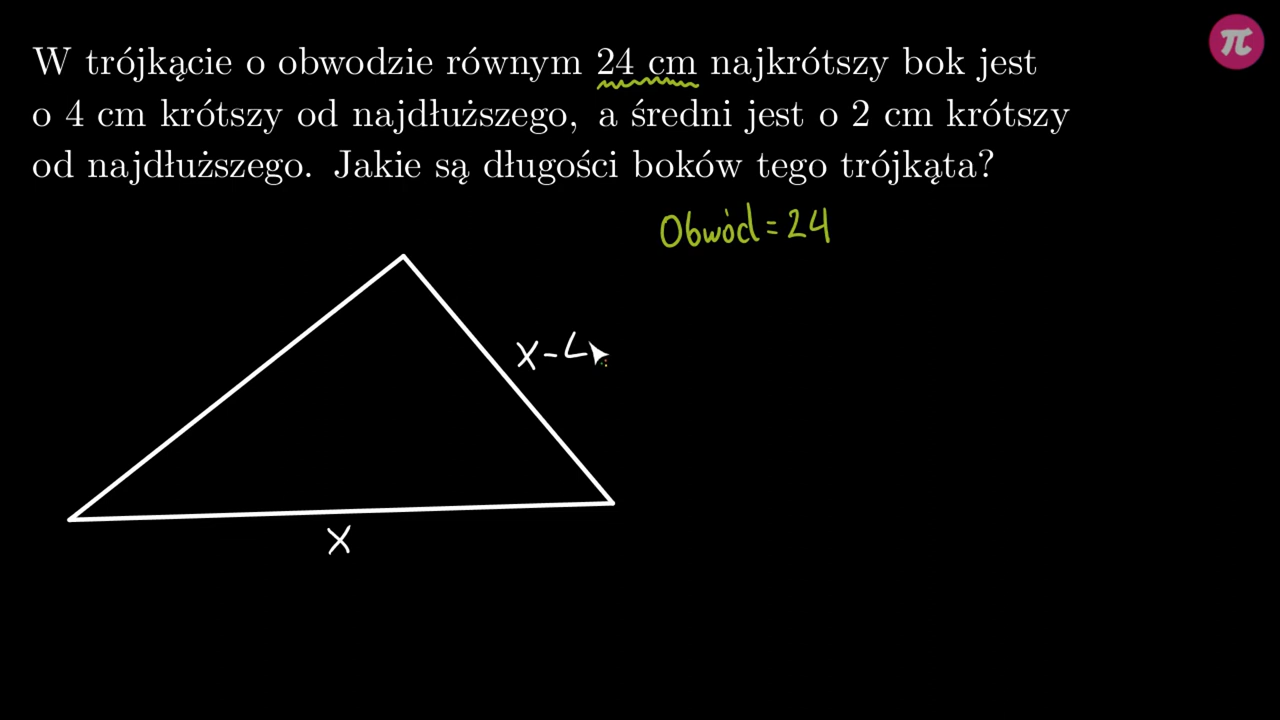 W trójkącie o obwodzie równym 24 cm najkrótszy bok jest
o 4 cm krótszy od najdłuższego, a średni jest o 2 cm krótszy
od najdłuższego. Jakie są długości boków tego trójkąta?
Obwód = 24
x - 4
x
π